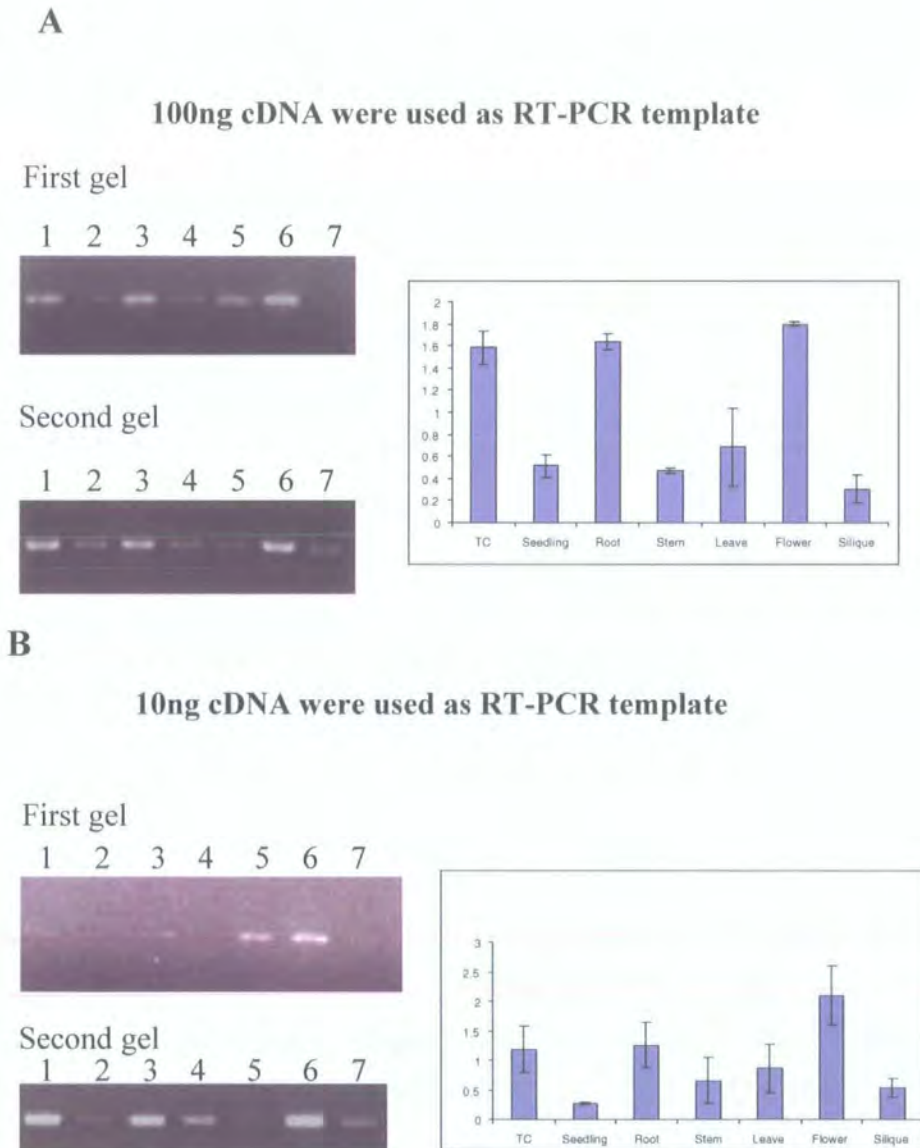 A
100ng cDNA were used as RT-PCR template
First gel
1 2 3 4 5 6 7
Second gel
1 2 3 4 5 6 7
2
1.8
1.6
1.4
1.2
1
0.8
0.6
0.4
0.2
0
TC Seedling Root Stem Leave Flower Silique
B
10ng cDNA were used as RT-PCR template
First gel
1 2 3 4 5 6 7
Second gel
1 2 3 4 5 6 7
3
2.5
2
1.5
1
0.5
0
TC Seedling Root Stem Leave Flower Silique